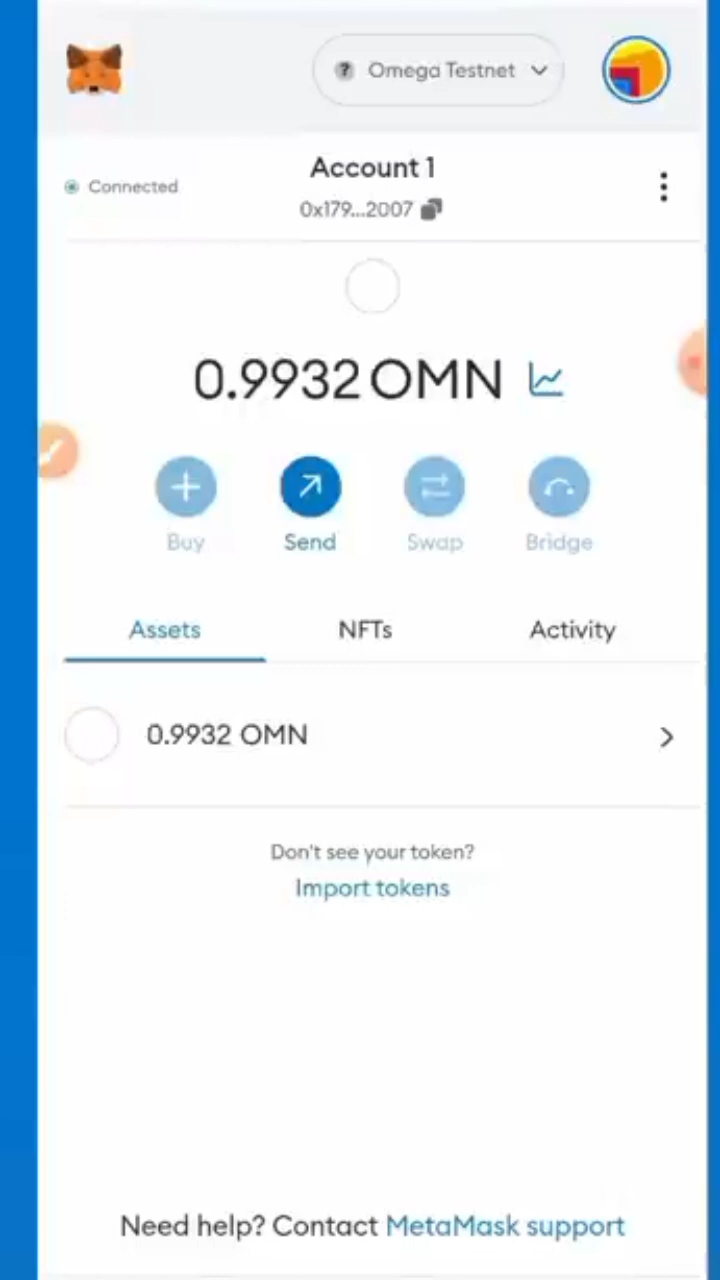 ? Omega Testnet
Account 1
Connected
0x179...2007
0.9932 OMN
Buy Send Swap Bridge
Assets NFTs Activity
0.9932 OMN
Don't see your token?
Import tokens
Need help? Contact MetaMask support